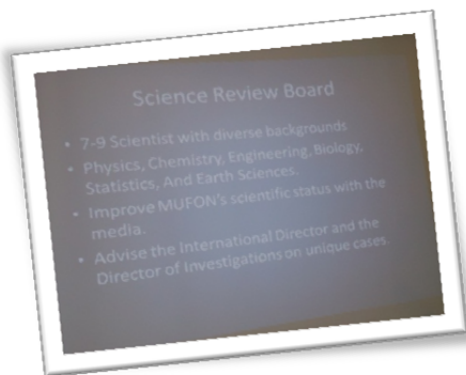 Science Review Board
• 7-9 Scientist with diverse backgrounds
• Physics, Chemistry, Engineering, Biology,
Statistics, And Earth Sciences.
• Improve MUFON's scientific status with the
media.
• Advise the International Director and the
Director of Investigations on unique cases.